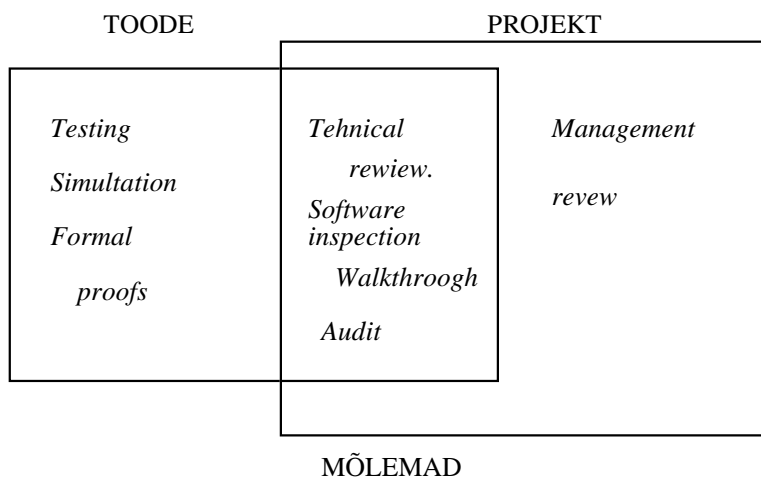 TOODE
PROJEKT
Testing
Simultation
Formal
proofs
Tehnical
rewiew.
Software
inspection
Walkthroogh
Audit
Management
revew
MÕLEMAD